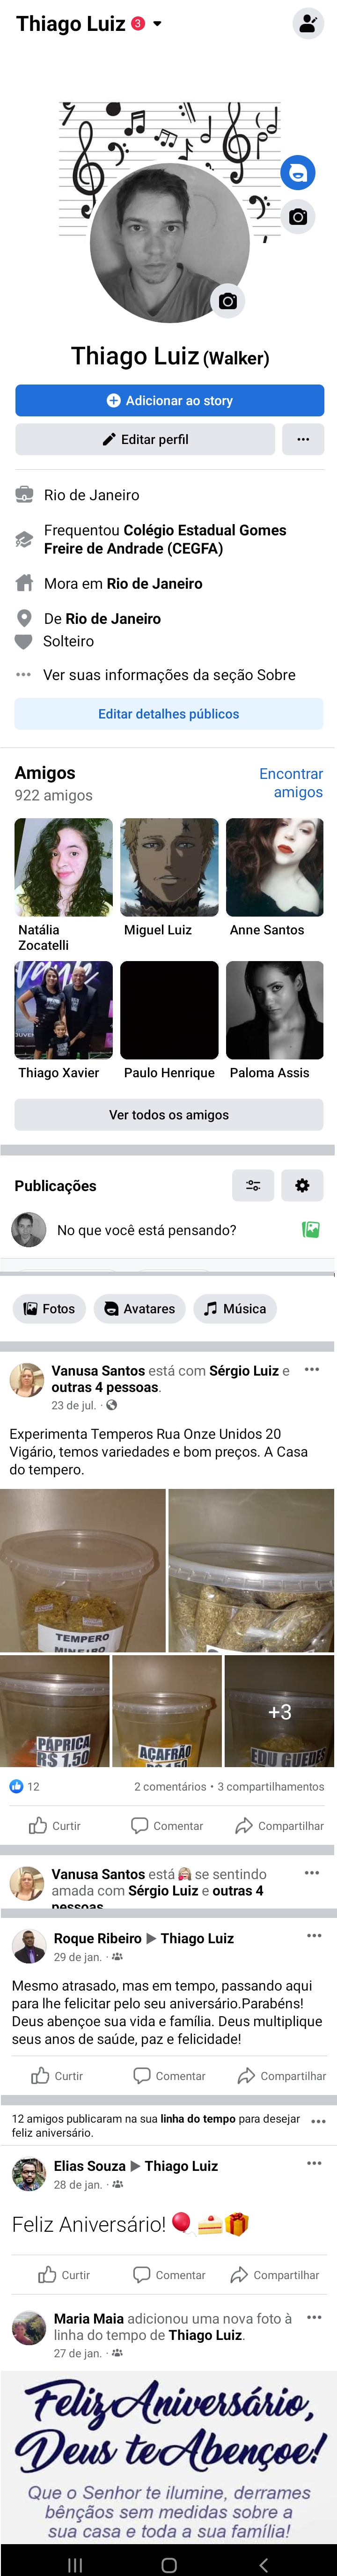 Thiago Luiz 3
Thiago Luiz (Walker)
Adicionar ao story
Editar perfil
Rio de Janeiro
Frequentou Colégio Estadual Gomes
Freire de Andrade (CEGFA)
Mora em Rio de Janeiro
De Rio de Janeiro
Solteiro
Ver suas informações da seção Sobre
Editar detalhes públicos
Amigos
922 amigos
Encontrar
amigos
Natália
Zocatelli
Miguel Luiz
Anne Santos
Thiago Xavier
Paulo Henrique
Paloma Assis
Ver todos os amigos
Publicações
No que você está pensando?
Fotos
Avatares
Música
Vanusa Santos está com Sérgio Luiz e
outras 4 pessoas.
23 de jul. ·
Experimenta Temperos Rua Onze Unidos 20
Vigário, temos variedades e bom preços. A Casa
do tempero.
TEMPERO
MINEIRO
PÁPRICA
R$ 1,50
AÇAFRÃO
R$ 1,50
+3
EDU GUEDES
12
2 comentários • 3 compartilhamentos
Curtir
Comentar
Compartilhar
Vanusa Santos está se sentindo
amada com Sérgio Luiz e outras 4
pessoas
Roque Ribeiro ▶ Thiago Luiz
29 de jan. ·
Mesmo atrasado, mas em tempo, passando aqui
para lhe felicitar pelo seu aniversário.Parabéns!
Deus abençoe sua vida e família. Deus multiplique
seus anos de saúde, paz e felicidade!
Curtir
Comentar
Compartilhar
12 amigos publicaram na sua linha do tempo para desejar
feliz aniversário.
Elias Souza ▶ Thiago Luiz
28 de jan. ·
Feliz Aniversário! 🎈🍰🎁
Curtir
Comentar
Compartilhar
Maria Maia adicionou uma nova foto à
linha do tempo de Thiago Luiz.
27 de jan. ·
Feliz Aniversário,
Deus te Abençoe!
Que o Senhor te ilumine, derrames
bênçãos sem medidas sobre a
sua casa e toda a sua família!